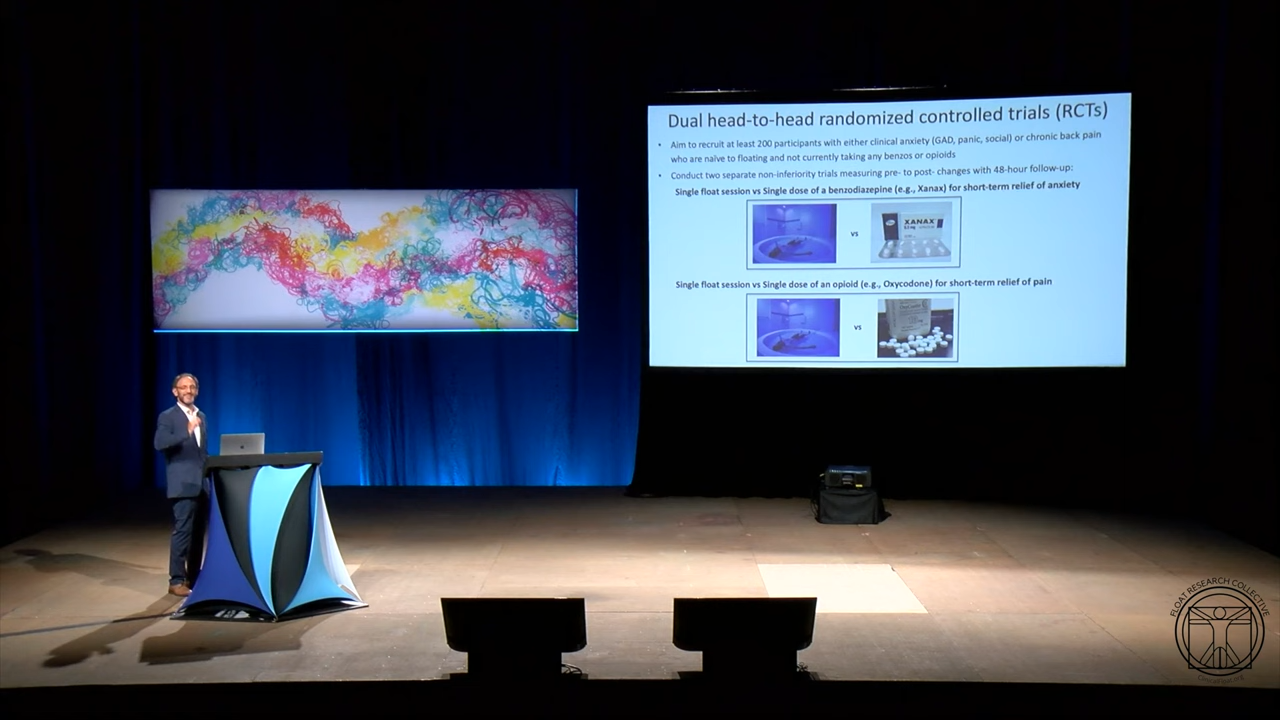 Dual head-to-head randomized controlled trials (RCTs)
• Aim to recruit at least 200 participants with either clinical anxiety (GAD, panic, social) or chronic back pain
who are naïve to floating and not currently taking any benzos or opioids
• Conduct two separate non-inferiority trials measuring pre- to post- changes with 48-hour follow-up:
Single float session vs Single dose of a benzodiazepine (e.g., Xanax) for short-term relief of anxiety
vs
XANAX
Single float session vs Single dose of an opioid (e.g., Oxycodone) for short-term relief of pain
vs
FLOAT RESEARCH COLLECTIVE